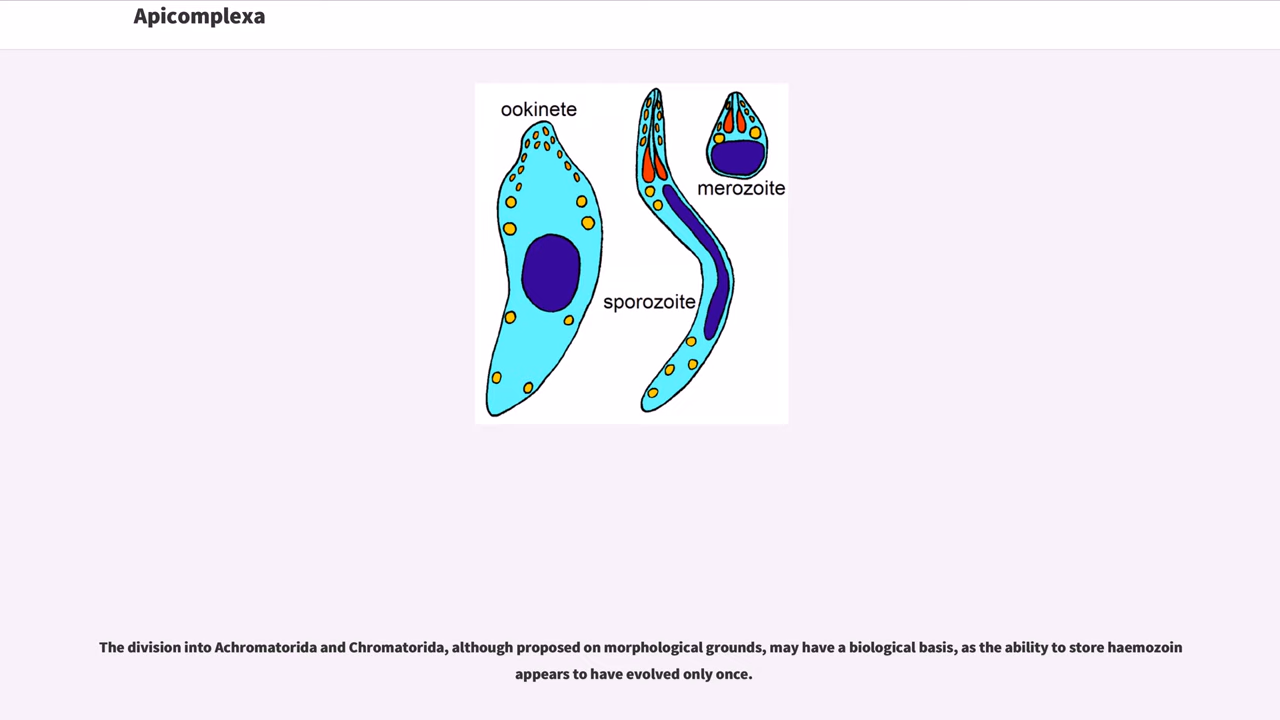 Apicomplexa
ookinete
merozoite
sporozoite
The division into Achromatorida and Chromatorida, although proposed on morphological grounds, may have a biological basis, as the ability to store haemozoin
appears to have evolved only once.